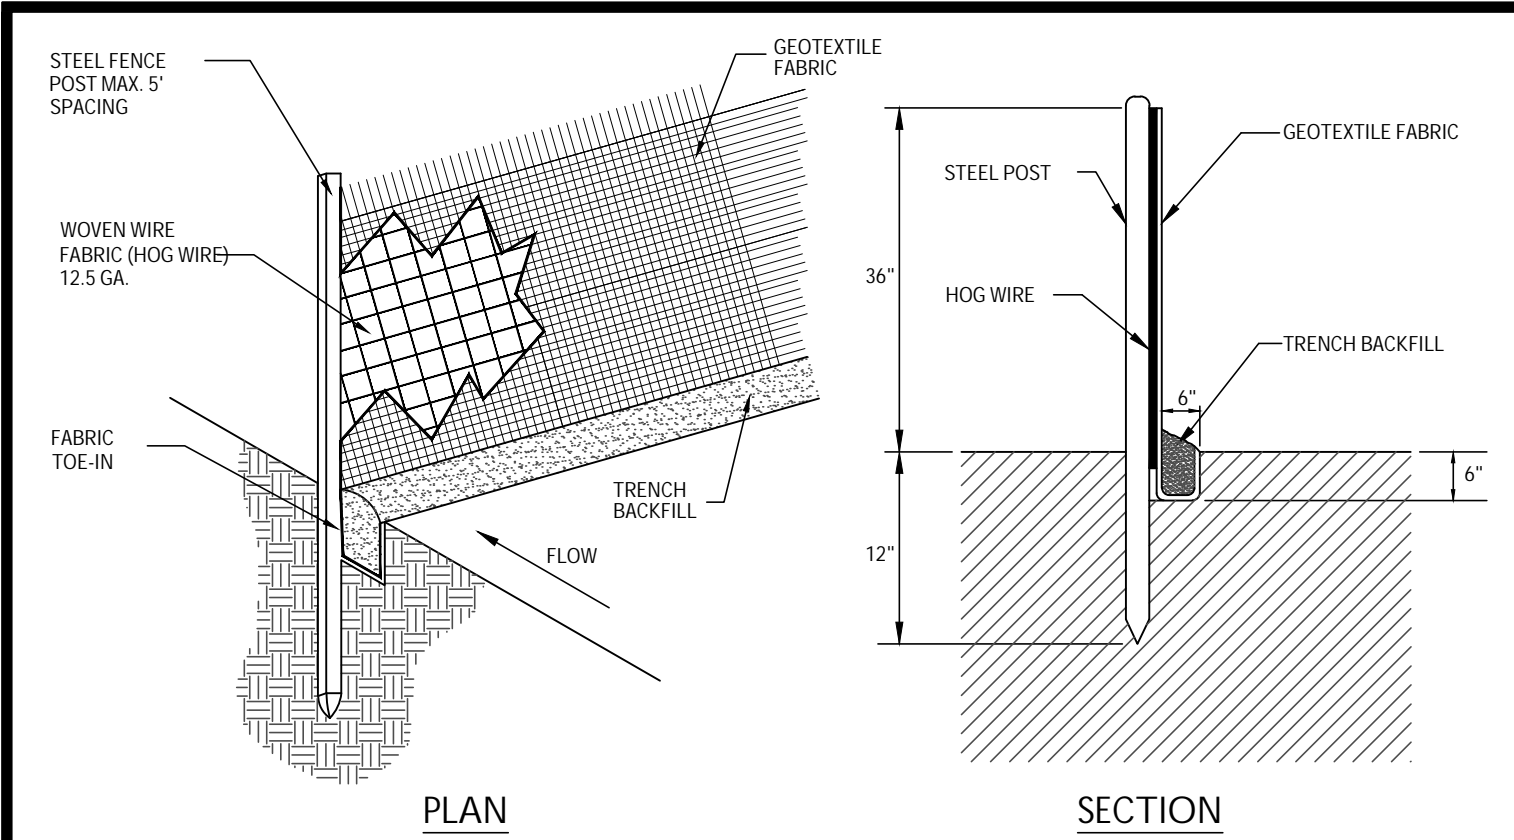 STEEL FENCE
POST MAX. 5'
SPACING
GEOTEXTILE
FABRIC
WOVEN WIRE
FABRIC (HOG WIRE)
12.5 GA.
FABRIC
TOE-IN
TRENCH
BACKFILL
FLOW
PLAN
GEOTEXTILE FABRIC
STEEL POST
36"
HOG WIRE
TRENCH BACKFILL
6"
6"
12"
SECTION